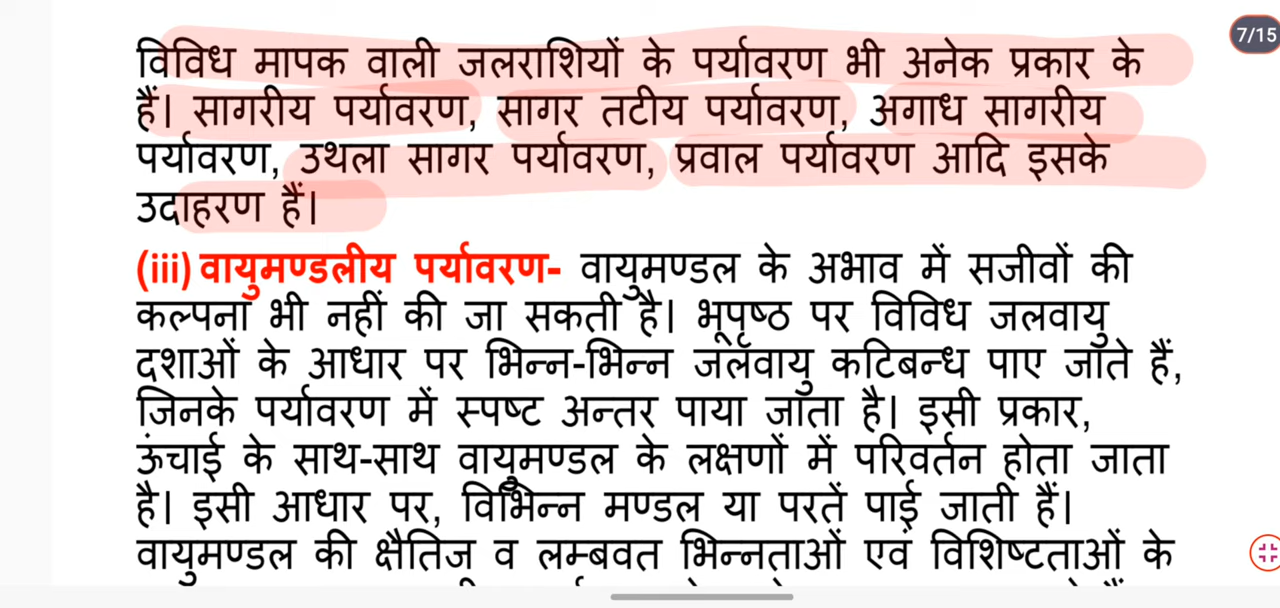 7/15
विविध मापक वाली जलराशियों के पर्यावरण भी अनेक प्रकार के
हैं। सागरीय पर्यावरण, सागर तटीय पर्यावरण, अगाध सागरीय
पर्यावरण, उथला सागर पर्यावरण, प्रवाल पर्यावरण आदि इसके
उदाहरण हैं।
(iii) वायुमण्डलीय पर्यावरण- वायुमण्डल के अभाव में सजीवों की
कल्पना भी नहीं की जा सकती है। भूपृष्ठ पर विविध जलवायु
दशाओं के आधार पर भिन्न-भिन्न जलवायु कटिबन्ध पाए जाते हैं,
जिनके पर्यावरण में स्पष्ट अन्तर पाया जाता है। इसी प्रकार,
ऊंचाई के साथ-साथ वायुमण्डल के लक्षणों में परिवर्तन होता जाता
है। इसी आधार पर, विभिन्न मण्डल या परतें पाई जाती हैं।
वायुमण्डल की क्षैतिज व लम्बवत भिन्नताओं एवं विशिष्टताओं के